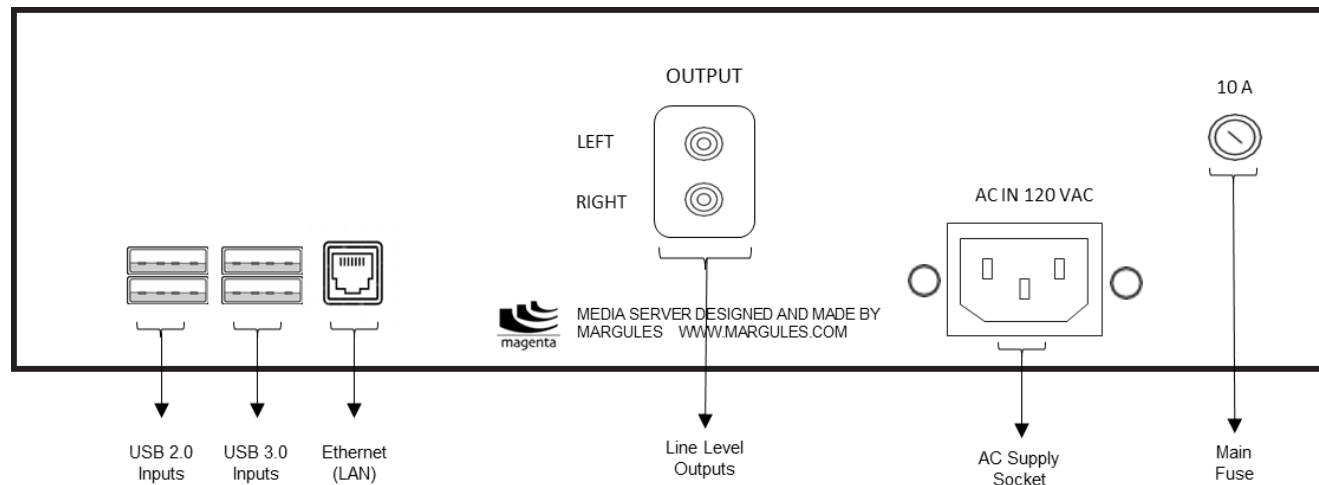 OUTPUT
LEFT
RIGHT
10 A
AC IN 120 VAC
magenta
MEDIA SERVER DESIGNED AND MADE BY
MARGULES WWW.MARGULES.COM
USB 2.0
Inputs
USB 3.0
Inputs
Ethernet
(LAN)
Line Level
Outputs
AC Supply
Socket
Main
Fuse